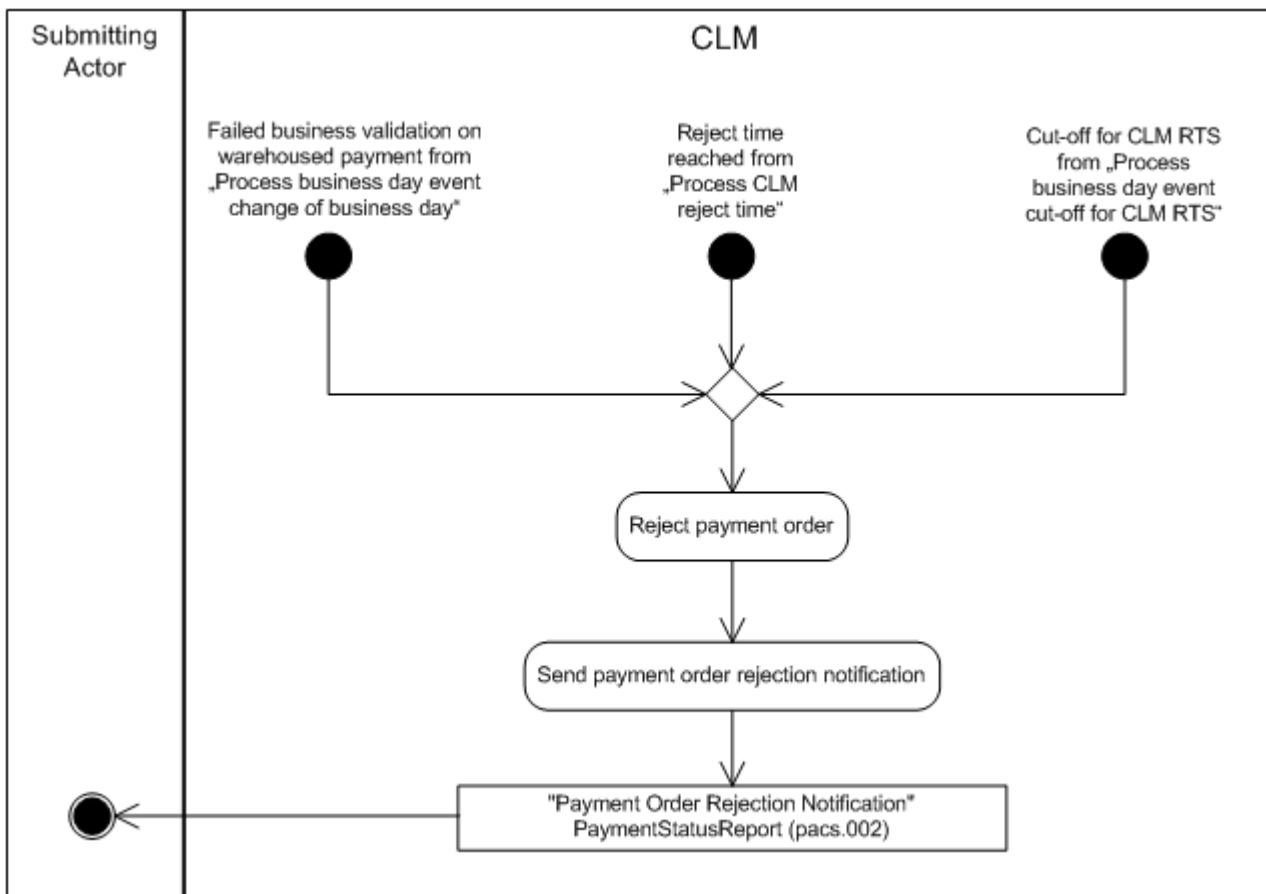 Submitting
Actor
CLM
Failed business validation on
warehoused payment from
„Process business day event
change of business day“
Reject time
reached from
„Process CLM
reject time“
Cut-off for CLM RTS
from „Process
business day event
cut-off for CLM RTS“
Reject payment order
Send payment order rejection notification
"Payment Order Rejection Notification"
PaymentStatusReport (pacs.002)